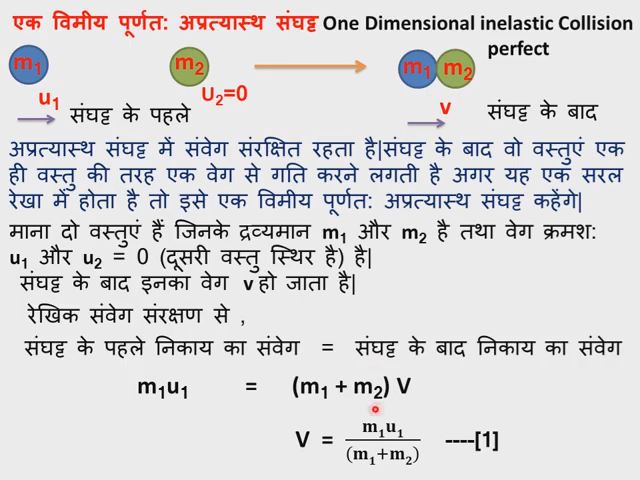 एक विमीय पूर्णत: अप्रत्यास्थ संघट्ट One Dimensional inelastic Collision
perfect
m₁ m₂ m₁ m₂
u₁ U₂=0 v
संघट्ट के पहले संघट्ट के बाद
अप्रत्यास्थ संघट्ट में संवेग संरक्षित रहता है|संघट्ट के बाद वो वस्तुएं एक
ही वस्तु की तरह एक वेग से गति करने लगती है अगर यह एक सरल
रेखा में होता है तो इसे एक विमीय पूर्णत: अप्रत्यास्थ संघट्ट कहेंगे|
माना दो वस्तुएं हैं जिनके द्रव्यमान m₁ और m₂ है तथा वेग क्रमश:
u₁ और u₂ = 0 (दूसरी वस्तु स्थिर है) है|
संघट्ट के बाद इनका वेग v हो जाता है|
रेखिक संवेग संरक्षण से ,
संघट्ट के पहले निकाय का संवेग = संघट्ट के बाद निकाय का संवेग
m₁u₁ = (m₁ + m₂) V
V = m₁u₁/(m₁+m₂) ----[1]